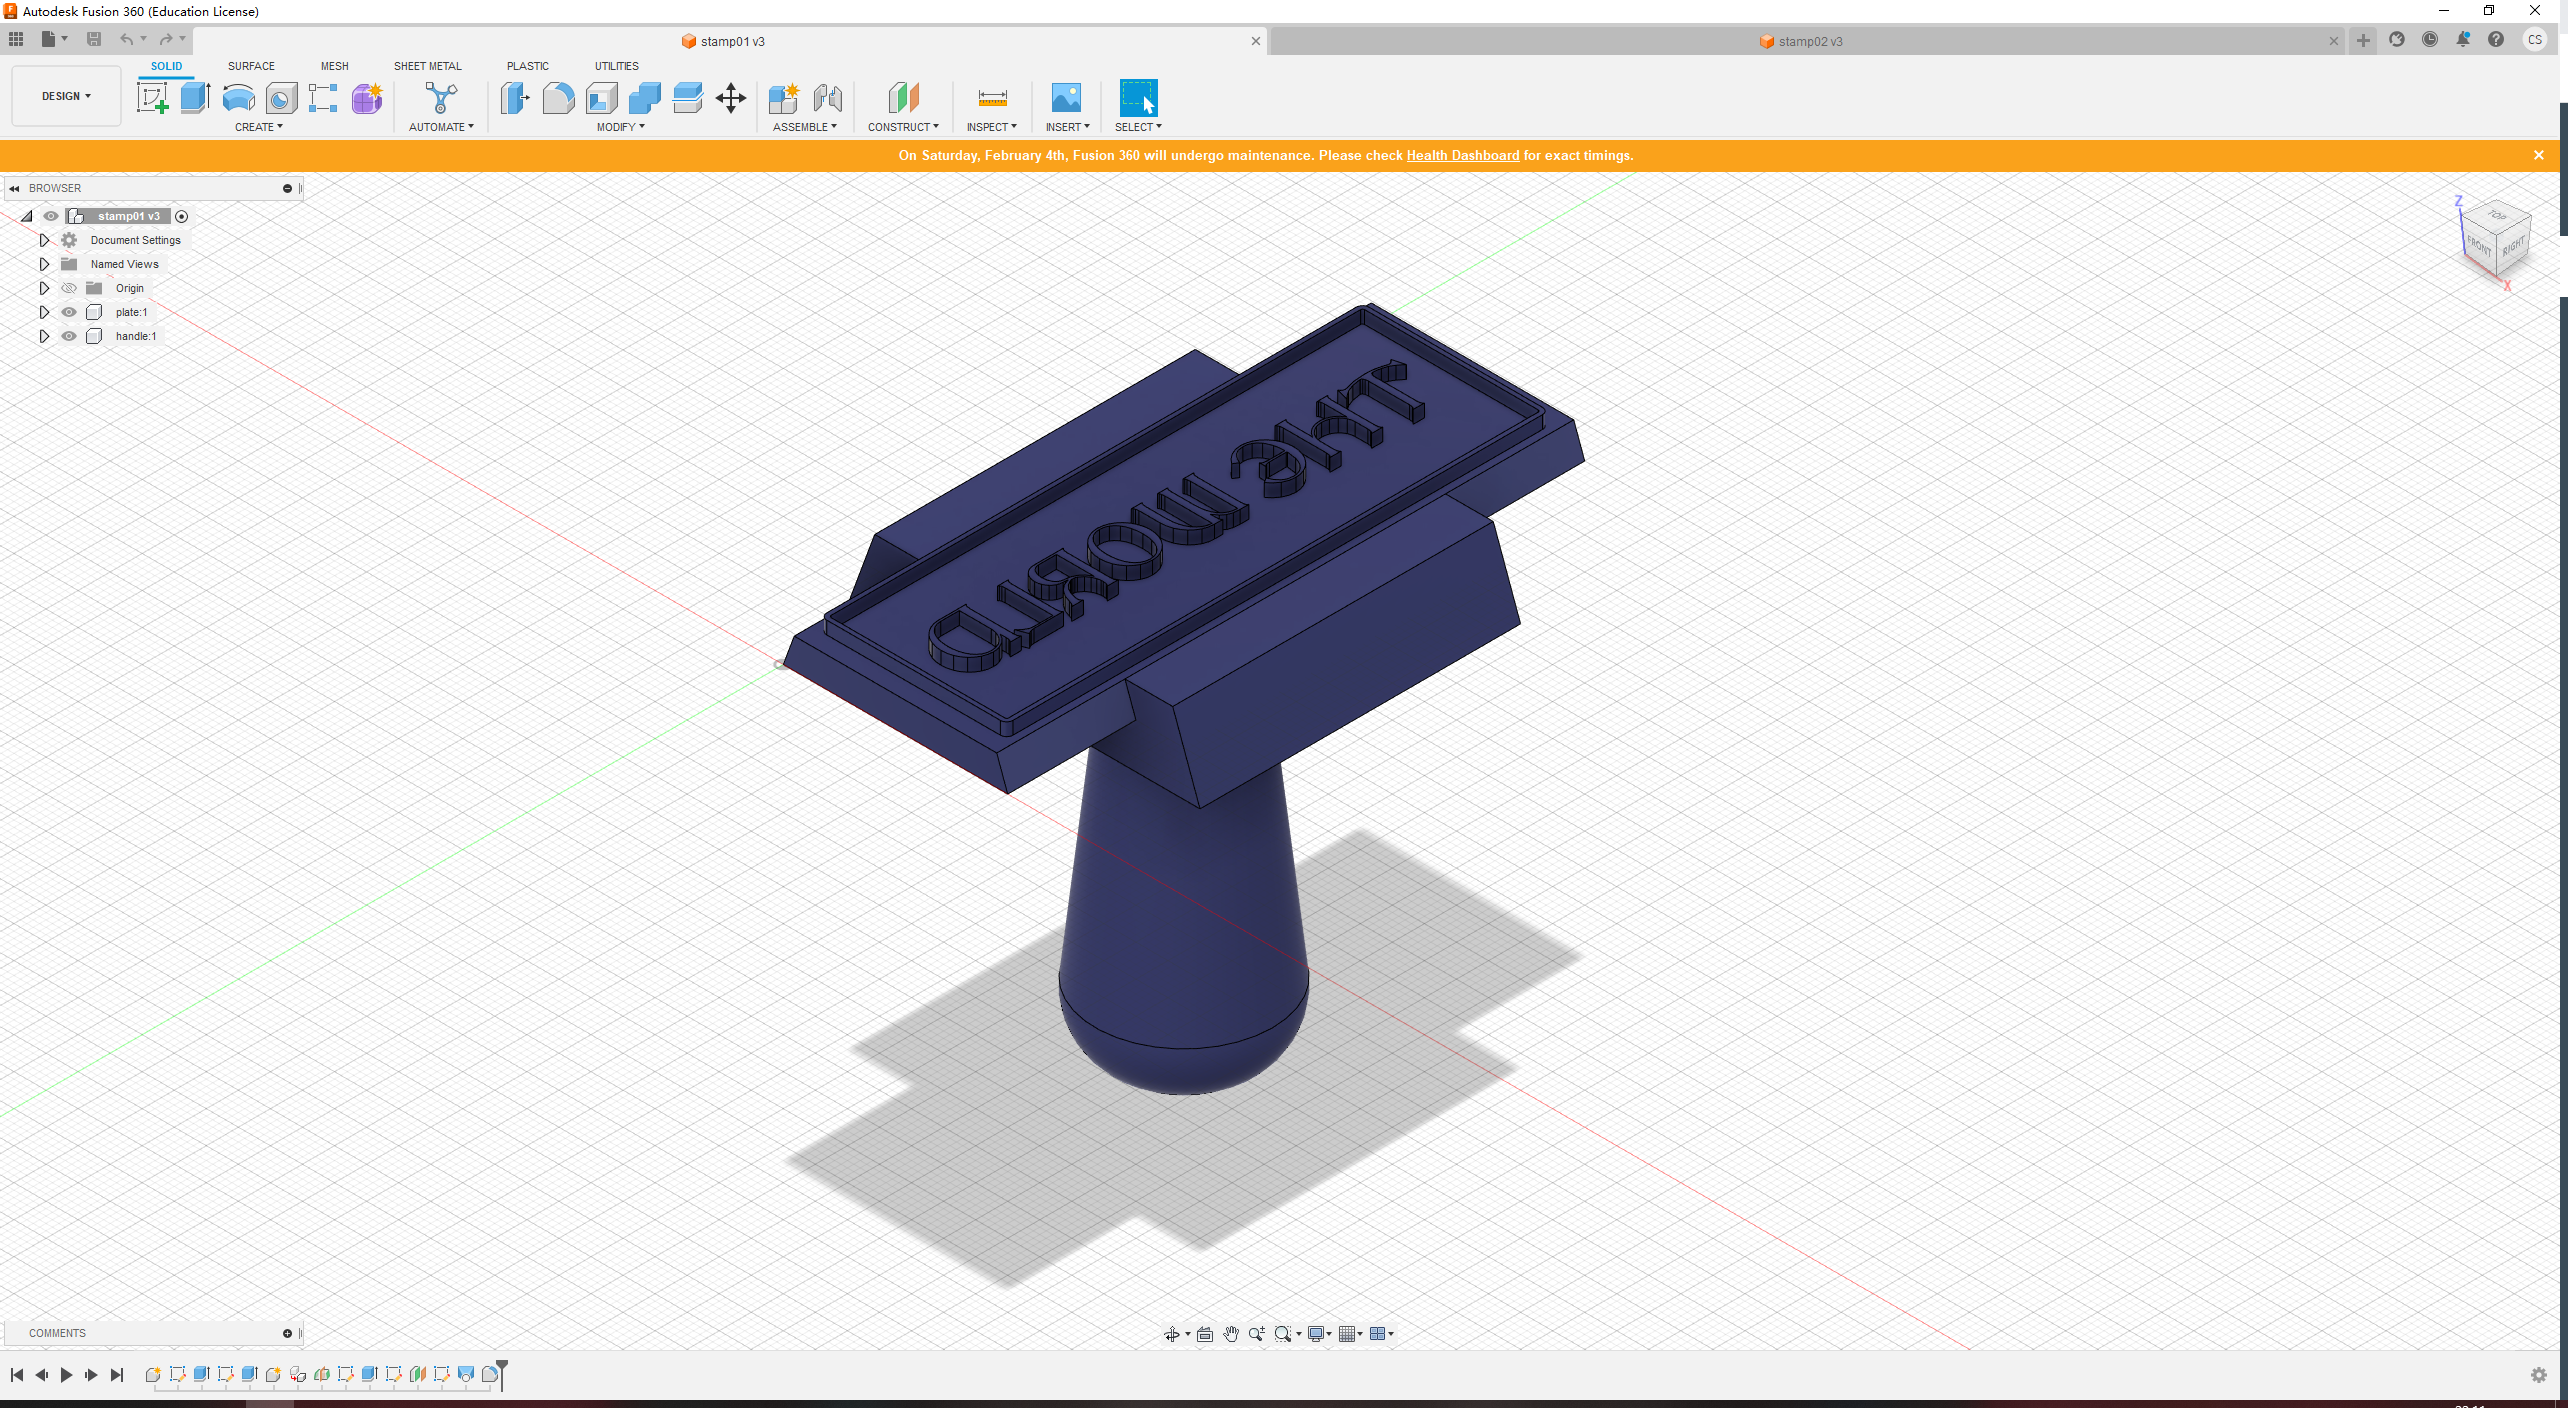 Autodesk Fusion 360 (Education License)
stamp01 v3
stamp02 v3
CS
SOLID SURFACE MESH SHEET METAL PLASTIC UTILITIES
DESIGN
CREATE AUTOMATE MODIFY ASSEMBLE CONSTRUCT INSPECT INSERT SELECT
On Saturday, February 4th, Fusion 360 will undergo maintenance. Please check Health Dashboard for exact timings.
BROWSER
stamp01 v3
Document Settings
Named Views
Origin
plate:1
handle:1
Z
TOP
FRONT RIGHT
X
THE WORLD
COMMENTS